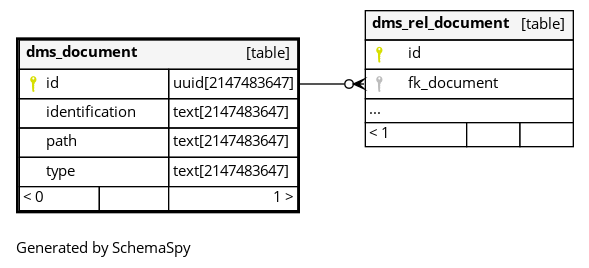 dms_document [table]
id uuid[2147483647]
identification text[2147483647]
path text[2147483647]
type text[2147483647]
< 0 1 >
dms_rel_document [table]
id
fk_document
...
< 1
Generated by SchemaSpy